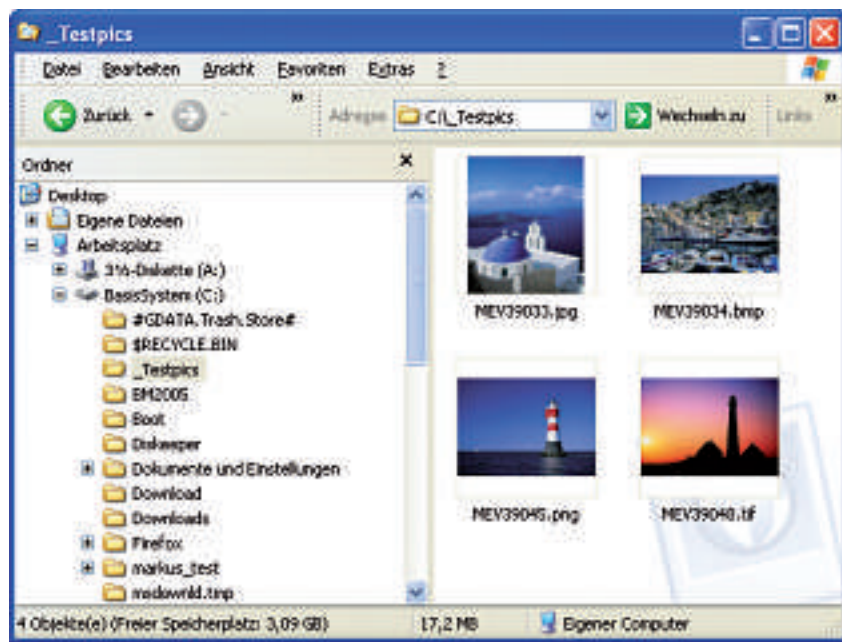 _Testpics
Datei Bearbeiten Ansicht Favoriten Extras ?
Zurück Adresse C:\_Testpics Wechseln zu Links
Ordner
Desktop
Eigene Dateien
Arbeitsplatz
3½-Diskette (A:)
BasisSystem (C:)
#GDATA.Trash.Store#
$RECYCLE.BIN
_Testpics
BM2005
Boot
Diskeeper
Dokumente und Einstellungen
Download
Downloads
Firefox
markus_test
msdownld.tmp
MEV39033.jpg MEV39034.bmp
MEV39045.png MEV39048.tif
4 Objekte(e) (Freier Speicherplatz: 3,09 GB) 17,2 MB Eigener Computer